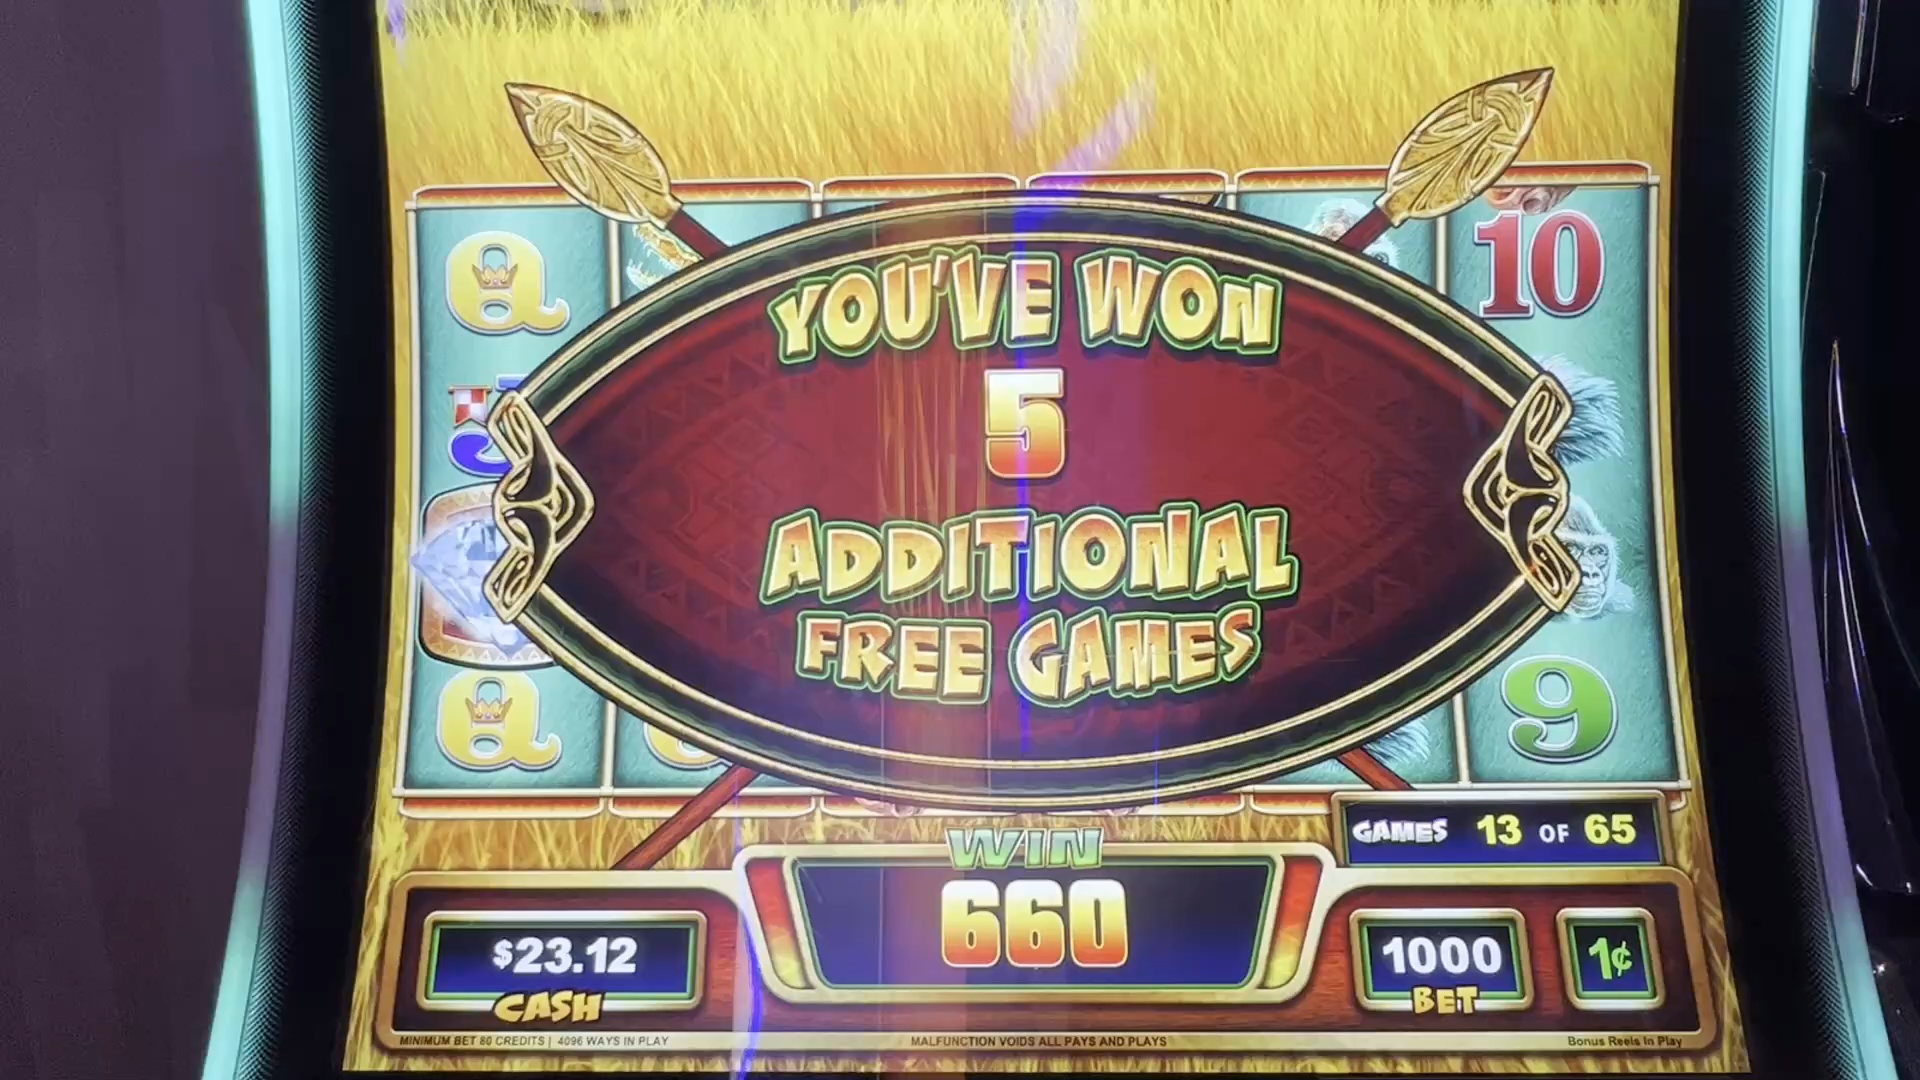 Q
10
YOU'VE WON
5
J
ADDITIONAL
FREE GAMES
Q
9
GAMES 13 OF 65
WIN
660
$23.12
CASH
1000
BET
1¢
MINIMUM BET 80 CREDITS | 4096 WAYS IN PLAY
MALFUNCTION VOIDS ALL PAYS AND PLAYS
Bonus Reels In Play